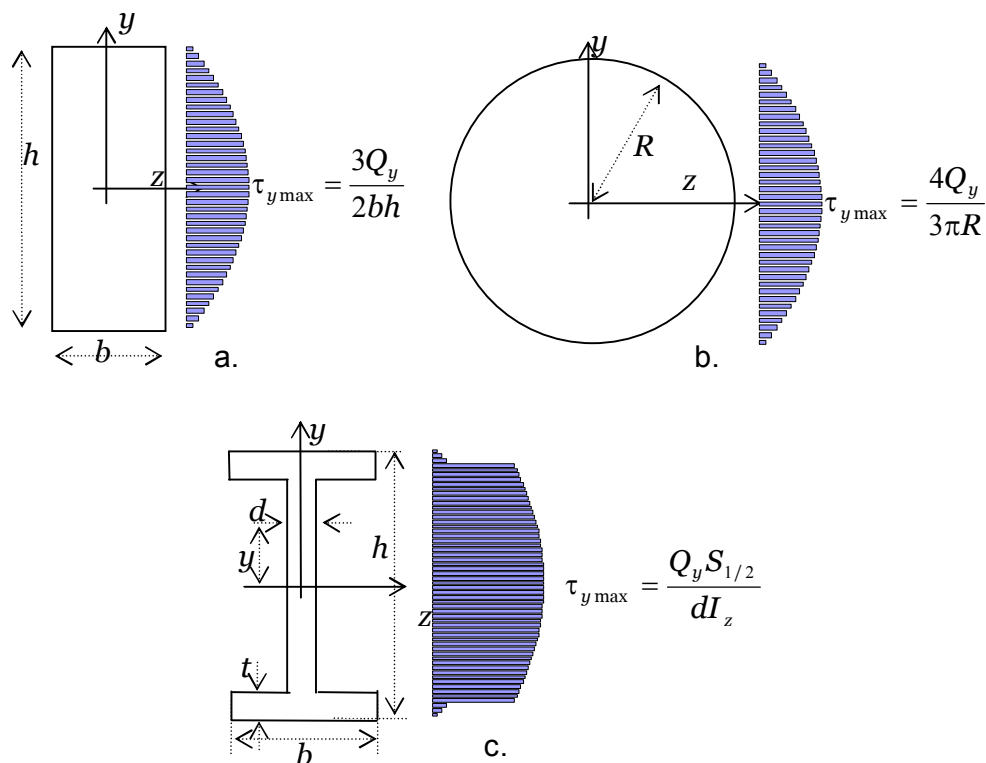 y
h
z
τ_{y max} = 3Q_y / 2bh
b
a.
y
R
z
τ_{y max} = 4Q_y / 3πR
b.
y
d
y
h
z
τ_{y max} = Q_y S_{1/2} / dI_z
t
b
c.